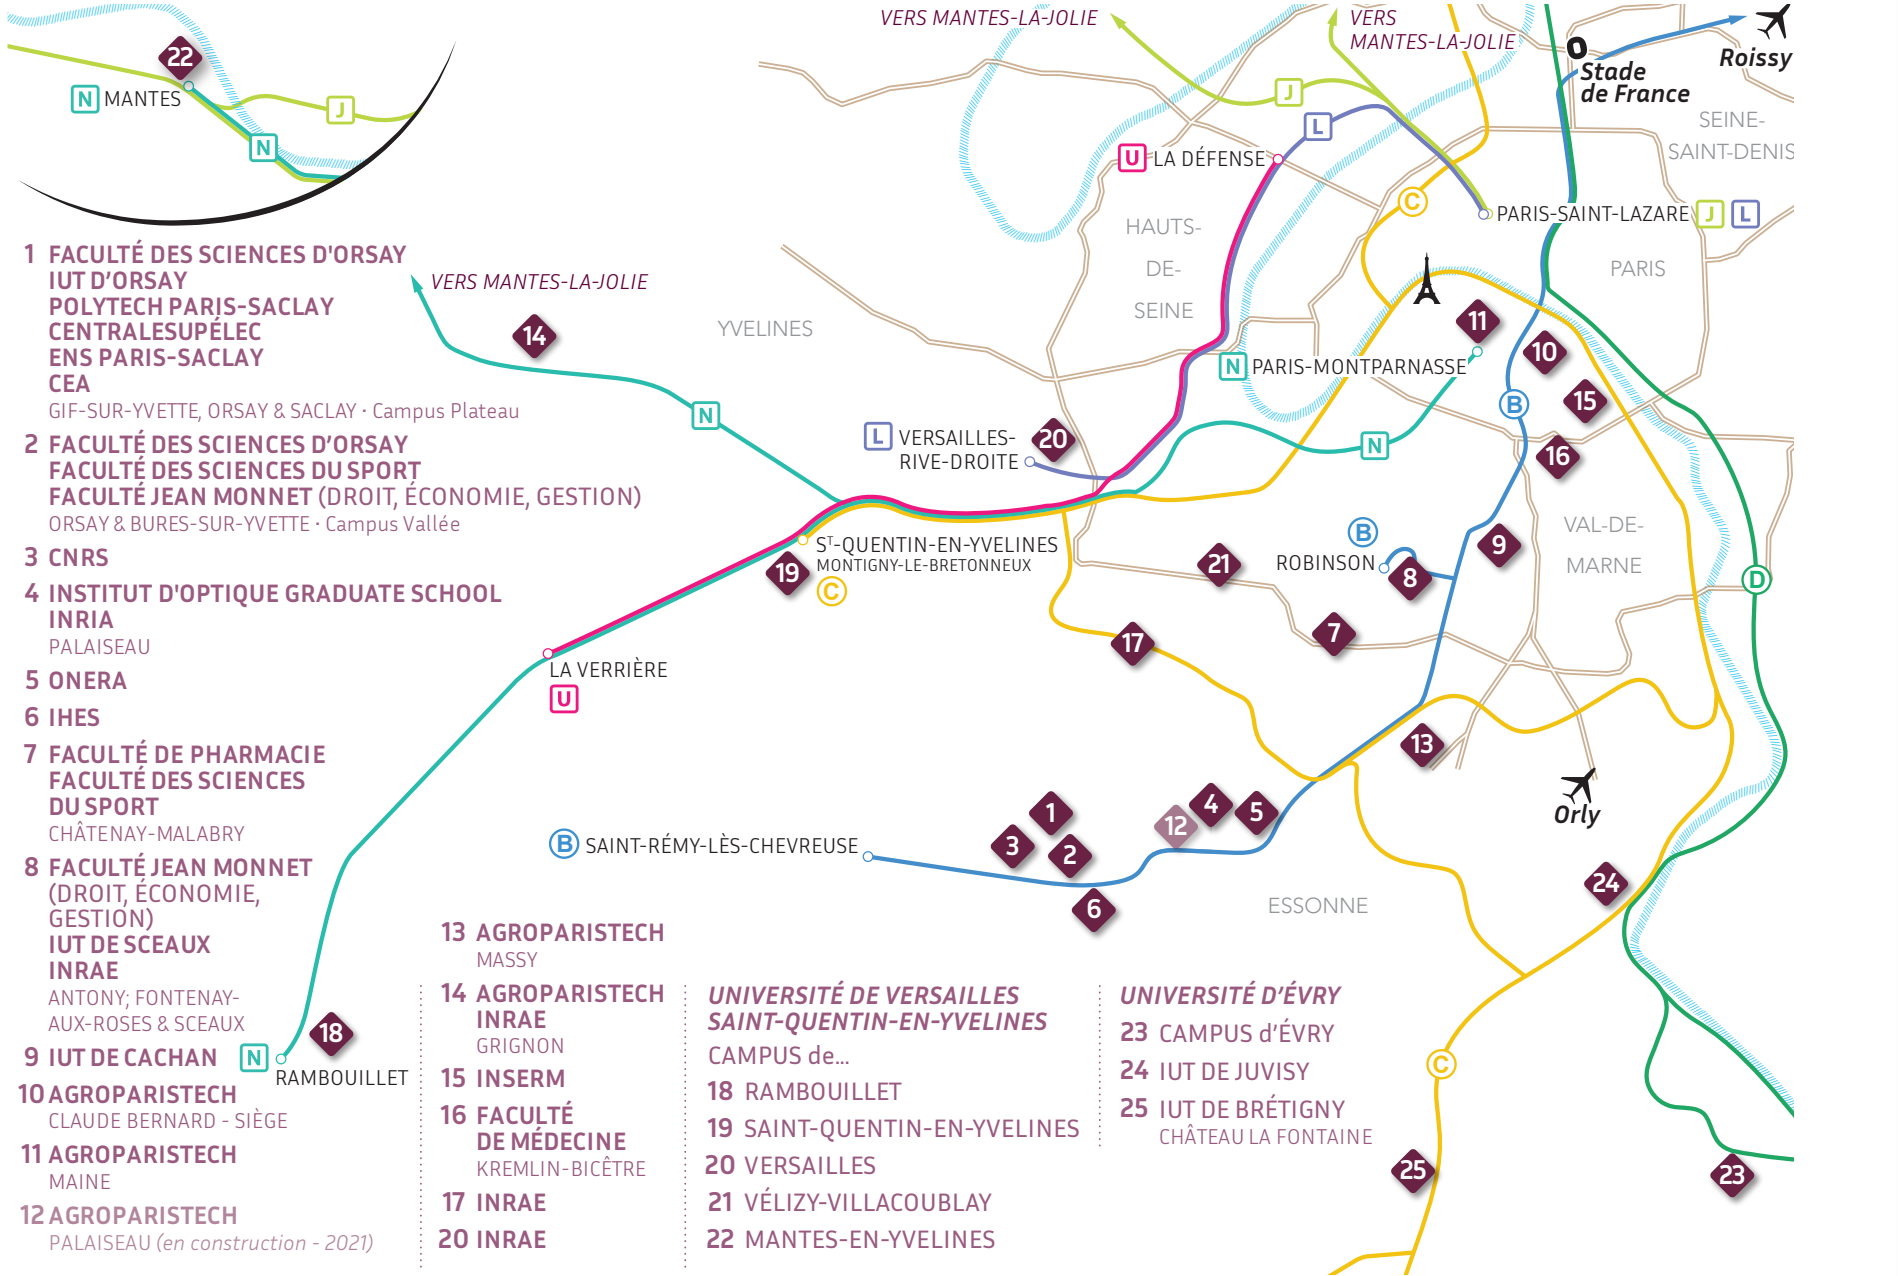 22
N MANTES
J
N
VERS MANTES-LA-JOLIE
VERS
MANTES-LA-JOLIE
Roissy
Stade
de France
J
L
U LA DÉFENSE
C
PARIS-SAINT-LAZARE J L
SEINE-
SAINT-DENIS
HAUTS-
DE-
SEINE
PARIS
YVELINES
VERS MANTES-LA-JOLIE
14
N
11
10
N PARIS-MONTPARNASSE
15
B
L VERSAILLES-
RIVE-DROITE
20
N
16
VAL-DE-
MARNE
9
B
ROBINSON
8
21
7
17
D
Sᵀ-QUENTIN-EN-YVELINES
MONTIGNY-LE-BRETONNEUX
19
C
LA VERRIÈRE
U
13
Orly
1
4
5
12
3
2
6
B SAINT-RÉMY-LÈS-CHEVREUSE
ESSONNE
24
C
25
23
18
N
RAMBOUILLET
1 FACULTÉ DES SCIENCES D'ORSAY
IUT D’ORSAY
POLYTECH PARIS-SACLAY
CENTRALESUPÉLEC
ENS PARIS-SACLAY
CEA
GIF-SUR-YVETTE, ORSAY & SACLAY · Campus Plateau
2 FACULTÉ DES SCIENCES D’ORSAY
FACULTÉ DES SCIENCES DU SPORT
FACULTÉ JEAN MONNET (DROIT, ÉCONOMIE, GESTION)
ORSAY & BURES-SUR-YVETTE · Campus Vallée
3 CNRS
4 INSTITUT D'OPTIQUE GRADUATE SCHOOL
INRIA
PALAISEAU
5 ONERA
6 IHES
7 FACULTÉ DE PHARMACIE
FACULTÉ DES SCIENCES
DU SPORT
CHÂTENAY-MALABRY
8 FACULTÉ JEAN MONNET
(DROIT, ÉCONOMIE,
GESTION)
IUT DE SCEAUX
INRAE
ANTONY; FONTENAY-
AUX-ROSES & SCEAUX
9 IUT DE CACHAN
10 AGROPARISTECH
CLAUDE BERNARD - SIÈGE
11 AGROPARISTECH
MAINE
12 AGROPARISTECH
PALAISEAU (en construction - 2021)
13 AGROPARISTECH
MASSY
14 AGROPARISTECH
INRAE
GRIGNON
15 INSERM
16 FACULTÉ
DE MÉDECINE
KREMLIN-BICÊTRE
17 INRAE
20 INRAE
UNIVERSITÉ DE VERSAILLES
SAINT-QUENTIN-EN-YVELINES
CAMPUS de...
18 RAMBOUILLET
19 SAINT-QUENTIN-EN-YVELINES
20 VERSAILLES
21 VÉLIZY-VILLACOUBLAY
22 MANTES-EN-YVELINES
UNIVERSITÉ D’ÉVRY
23 CAMPUS d’ÉVRY
24 IUT DE JUVISY
25 IUT DE BRÉTIGNY
CHÂTEAU LA FONTAINE